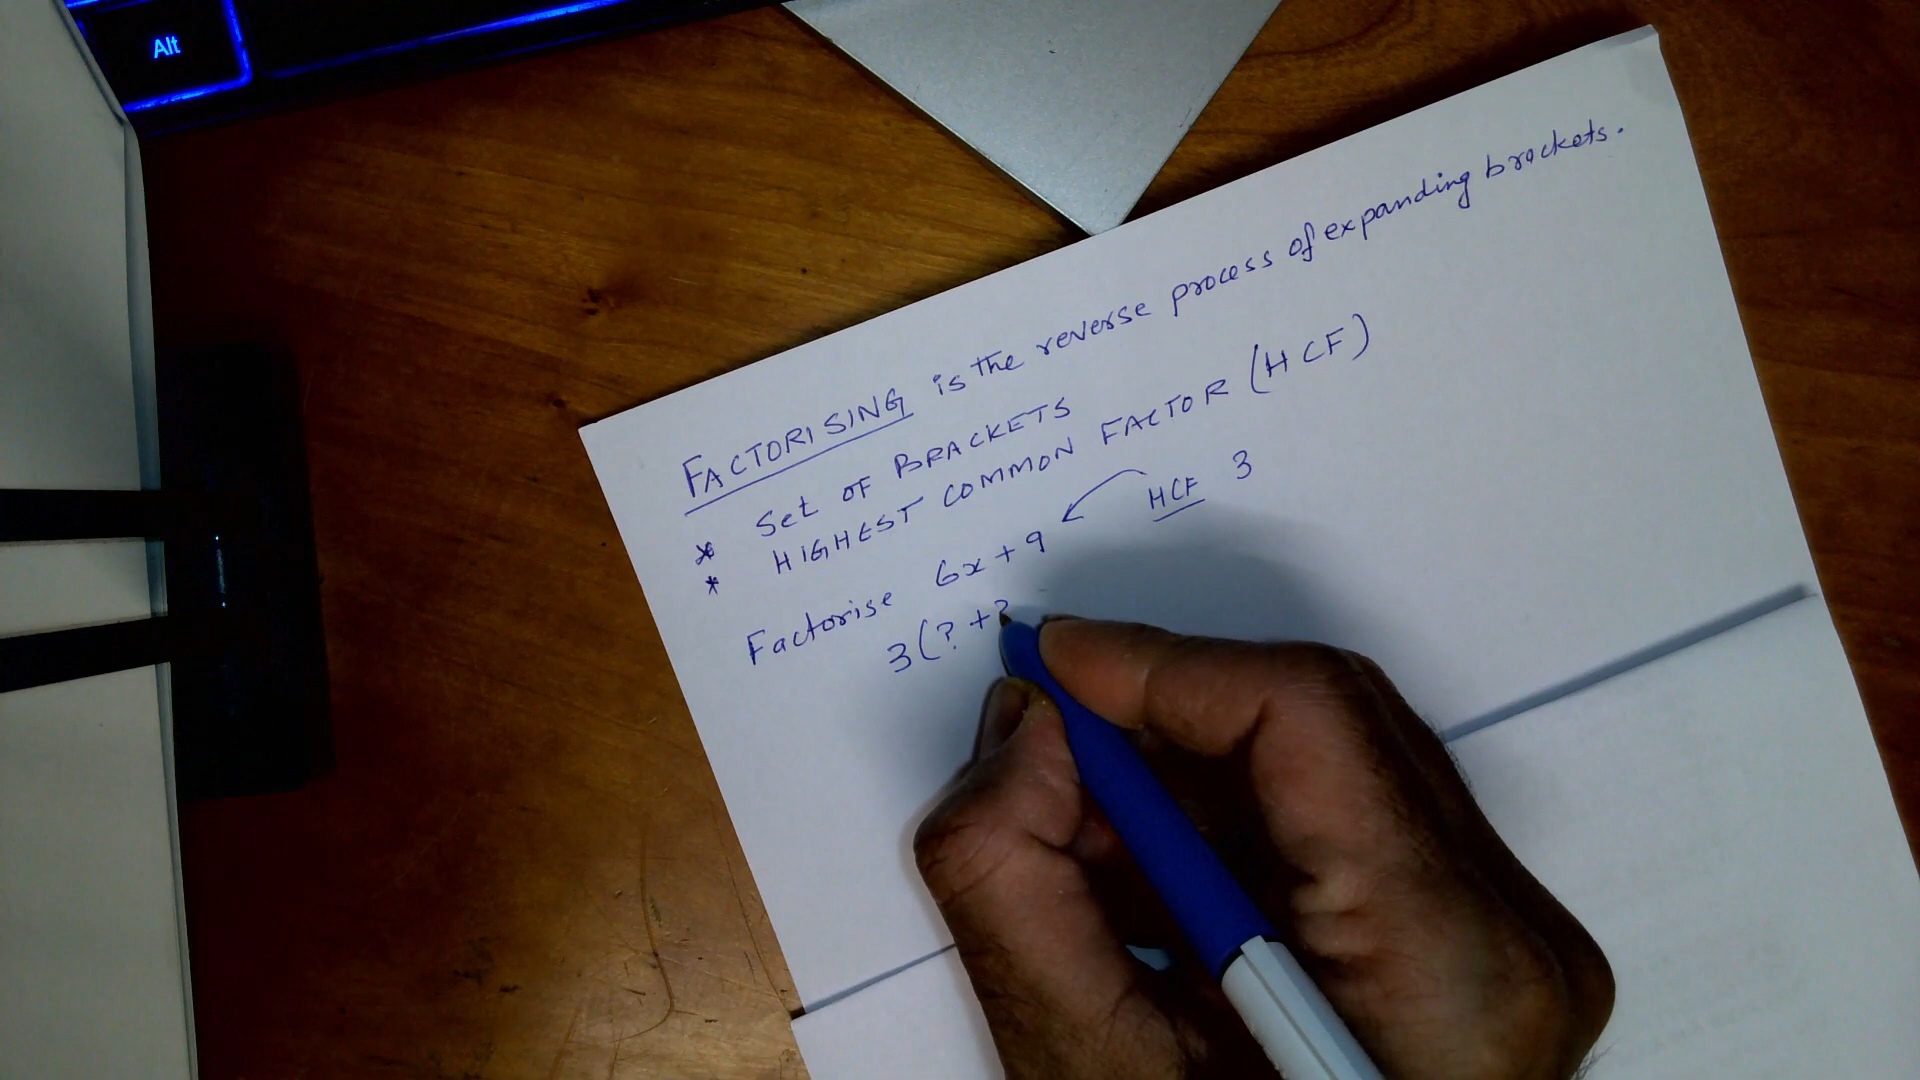 Alt
FACTORISING is the reverse process of expanding brackets.
* Set OF BRACKETS
* HIGHEST COMMON FACTOR (HCF)
HCF 3
Factorise 6x + 9
3(? + ?